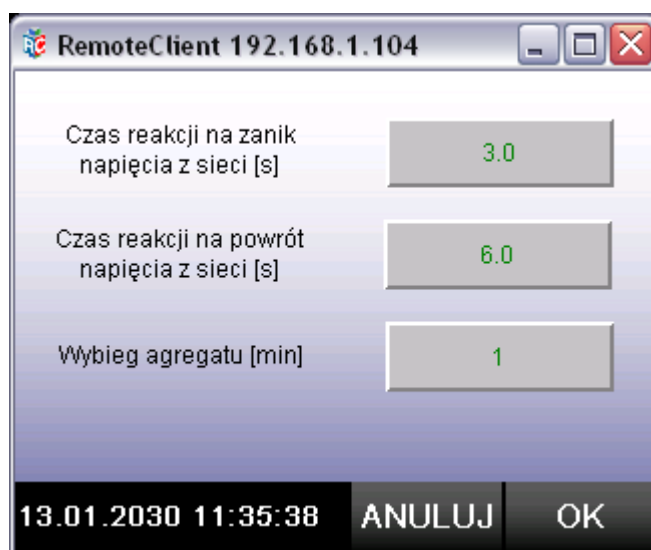 RemoteClient 192.168.1.104
Czas reakcji na zanik
napięcia z sieci [s]
3.0
Czas reakcji na powrót
napięcia z sieci [s]
6.0
Wybieg agregatu [min]
1
13.01.2030 11:35:38 ANULUJ OK